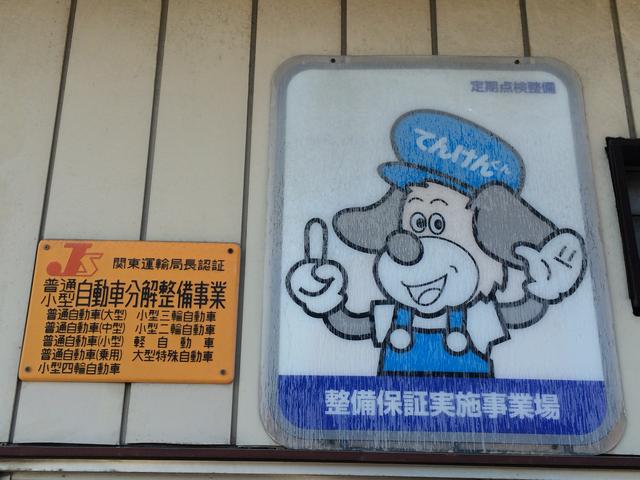 JS 関東運輸局長認証
普通
小型 自動車分解整備事業
普通自動車(大型) 小型三輪自動車
普通自動車(中型) 小型二輪自動車
普通自動車(小型) 軽自動車
普通自動車(乗用) 大型特殊自動車
小型四輪自動車
定期点検整備
てんけんくん
整備保証実施事業場